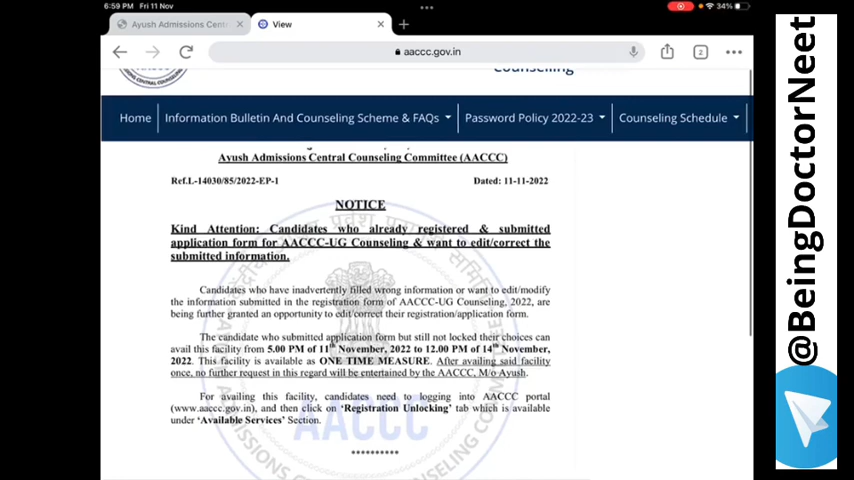 6:59 PM Fri 11 Nov
34%
Ayush Admissions Centr
View
aaccc.gov.in
2
Counselling
Home
Information Bulletin And Counseling Scheme & FAQs
Password Policy 2022-23
Counseling Schedule
Ayush Admissions Central Counseling Committee (AACCC)
Ref.L-14030/85/2022-EP-1 Dated: 11-11-2022
NOTICE
Kind Attention: Candidates who already registered & submitted
application form for AACCC-UG Counseling & want to edit/correct the
submitted information.
Candidates who have inadvertently filled wrong information or want to edit/modify
the information submitted in the registration form of AACCC-UG Counseling, 2022, are
being further granted an opportunity to edit/correct their registration/application form.
The candidate who submitted application form but still not locked their choices can
avail this facility from 5.00 PM of 11th November, 2022 to 12.00 PM of 14th November,
2022. This facility is available as ONE TIME MEASURE. After availing said facility
once, no further request in this regard will be entertained by the AACCC, M/o Ayush.
For availing this facility, candidates need to logging into AACCC portal
(www.aaccc.gov.in), and then click on 'Registration Unlocking' tab which is available
under 'Available Services' Section.
**********
AACCC
@BeingDoctorNeet